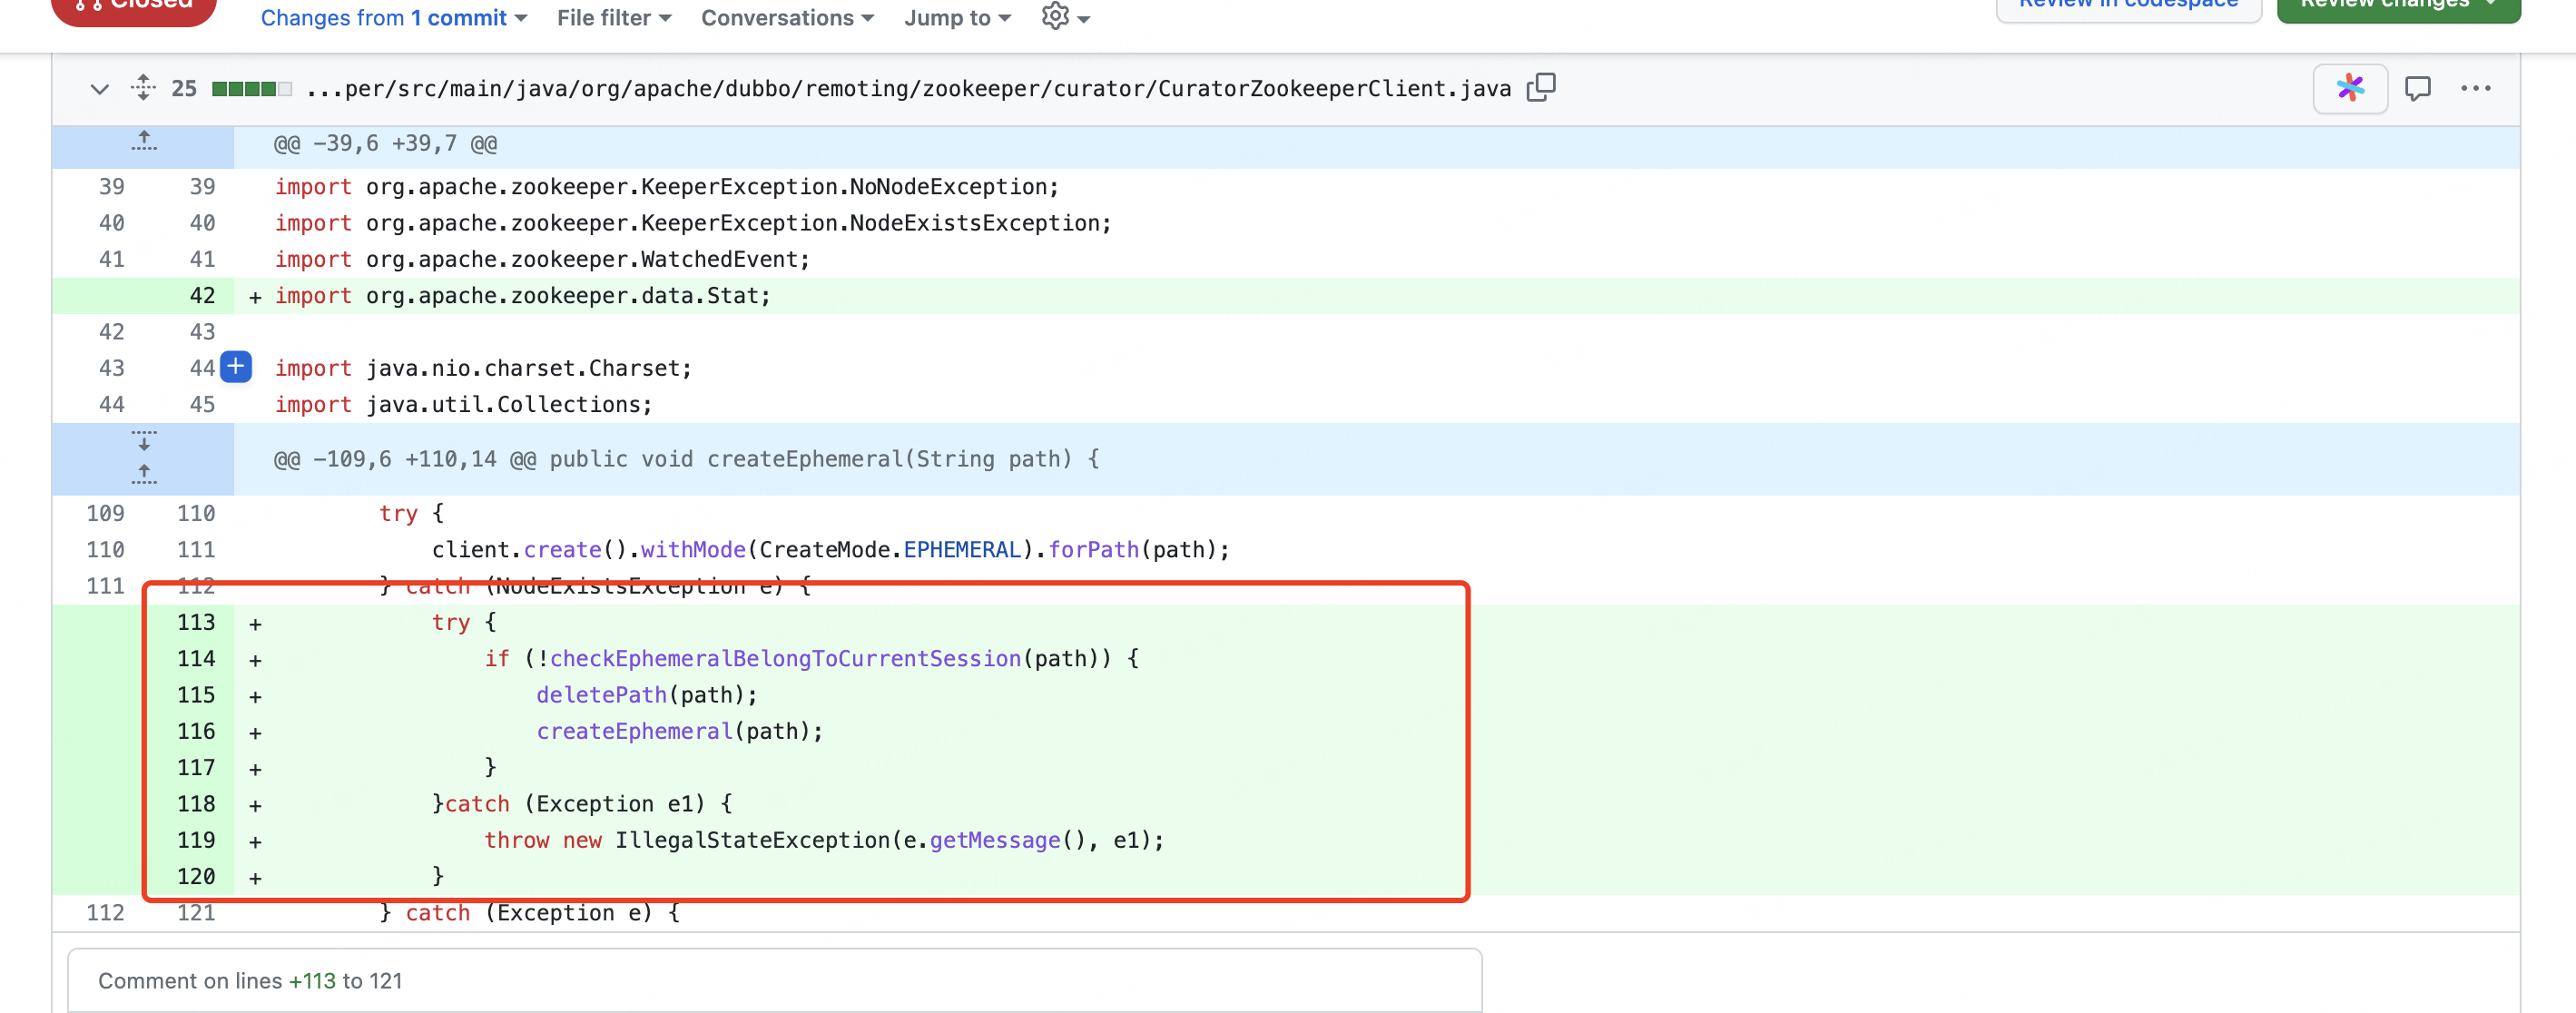 Closed
Changes from 1 commit File filter Conversations Jump to
Review in codespace Review changes
25 ...per/src/main/java/org/apache/dubbo/remoting/zookeeper/curator/CuratorZookeeperClient.java
@@ -39,6 +39,7 @@
39 39 import org.apache.zookeeper.KeeperException.NoNodeException;
40 40 import org.apache.zookeeper.KeeperException.NodeExistsException;
41 41 import org.apache.zookeeper.WatchedEvent;
42 + import org.apache.zookeeper.data.Stat;
42 43
43 44 import java.nio.charset.Charset;
44 45 import java.util.Collections;
@@ -109,6 +110,14 @@ public void createEphemeral(String path) {
109 110 try {
110 111 client.create().withMode(CreateMode.EPHEMERAL).forPath(path);
111 112 } catch (NodeExistsException e) {
113 + try {
114 + if (!checkEphemeralBelongToCurrentSession(path)) {
115 + deletePath(path);
116 + createEphemeral(path);
117 + }
118 + }catch (Exception e1) {
119 + throw new IllegalStateException(e.getMessage(), e1);
120 + }
112 121 } catch (Exception e) {
Comment on lines +113 to 121